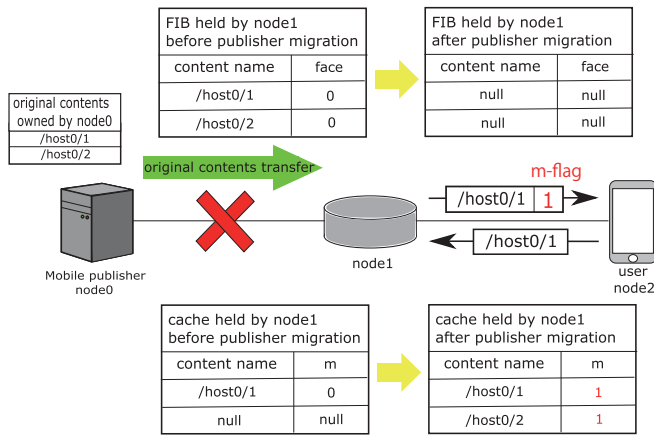 FIB held by node1
before publisher migration
content name face
/host0/1 0
/host0/2 0
FIB held by node1
after publisher migration
content name face
null null
null null
original contents
owned by node0
/host0/1
/host0/2
original contents transfer
m-flag
/host0/1 1
/host0/1
Mobile publisher
node0
node1
user
node2
cache held by node1
before publisher migration
content name m
/host0/1 0
null null
cache held by node1
after publisher migration
content name m
/host0/1 1
/host0/2 1